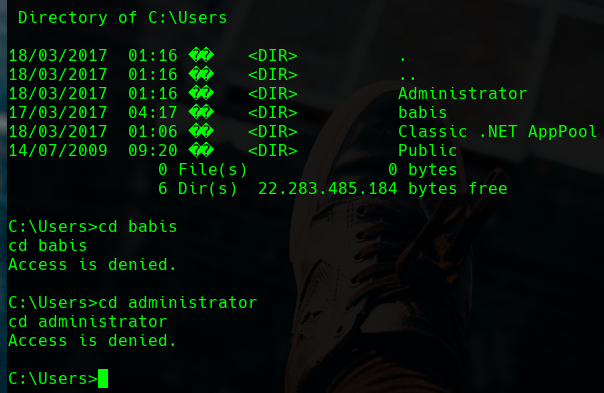 Directory of C:\Users
18/03/2017  01:16 ��    <DIR>          .
18/03/2017  01:16 ��    <DIR>          ..
18/03/2017  01:16 ��    <DIR>          Administrator
17/03/2017  04:17 ��    <DIR>          babis
18/03/2017  01:06 ��    <DIR>          Classic .NET AppPool
14/07/2009  09:20 ��    <DIR>          Public
0 File(s)              0 bytes
6 Dir(s)  22.283.485.184 bytes free
C:\Users>cd babis
cd babis
Access is denied.
C:\Users>cd administrator
cd administrator
Access is denied.
C:\Users>